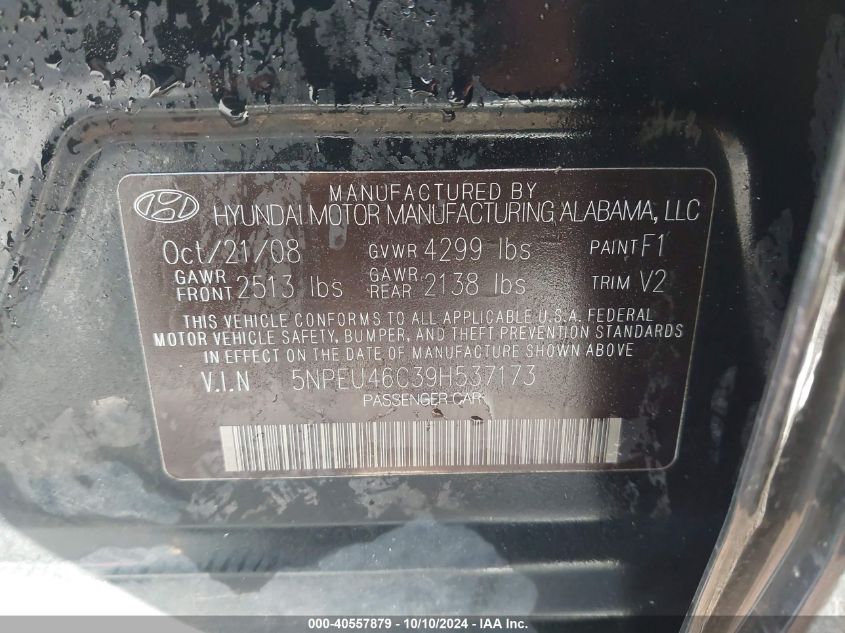 MANUFACTURED BY
HYUNDAI MOTOR MANUFACTURING ALABAMA, LLC
Oct/21/08 GVWR 4299 lbs PAINT F1
GAWR FRONT 2513 lbs GAWR REAR 2138 lbs TRIM V2
THIS VEHICLE CONFORMS TO ALL APPLICABLE U.S.A. FEDERAL
MOTOR VEHICLE SAFETY, BUMPER, AND THEFT PREVENTION STANDARDS
IN EFFECT ON THE DATE OF MANUFACTURE SHOWN ABOVE.
V.I.N 5NPEU46C39H537173
PASSENGER CAR
000-40557879 - 10/10/2024 - IAA Inc.